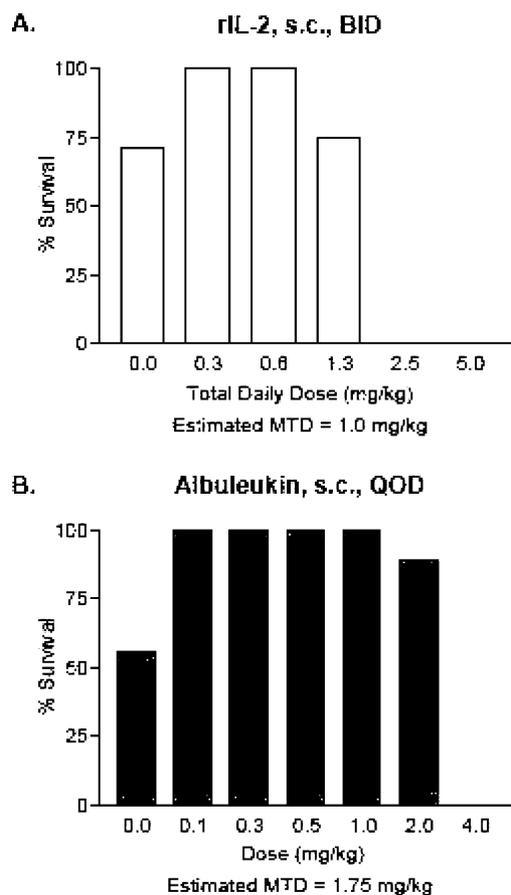 A.
rIL-2, s.c., BID
100
75
50
25
0
% Survival
0.0 0.3 0.6 1.3 2.5 5.0
Total Daily Dose (mg/kg)
Estimated MTD = 1.0 mg/kg
B.
Albuleukin, s.c., QOD
100
75
50
25
0
% Survival
0.0 0.1 0.3 0.5 1.0 2.0 4.0
Dose (mg/kg)
Estimated MTD = 1.75 mg/kg